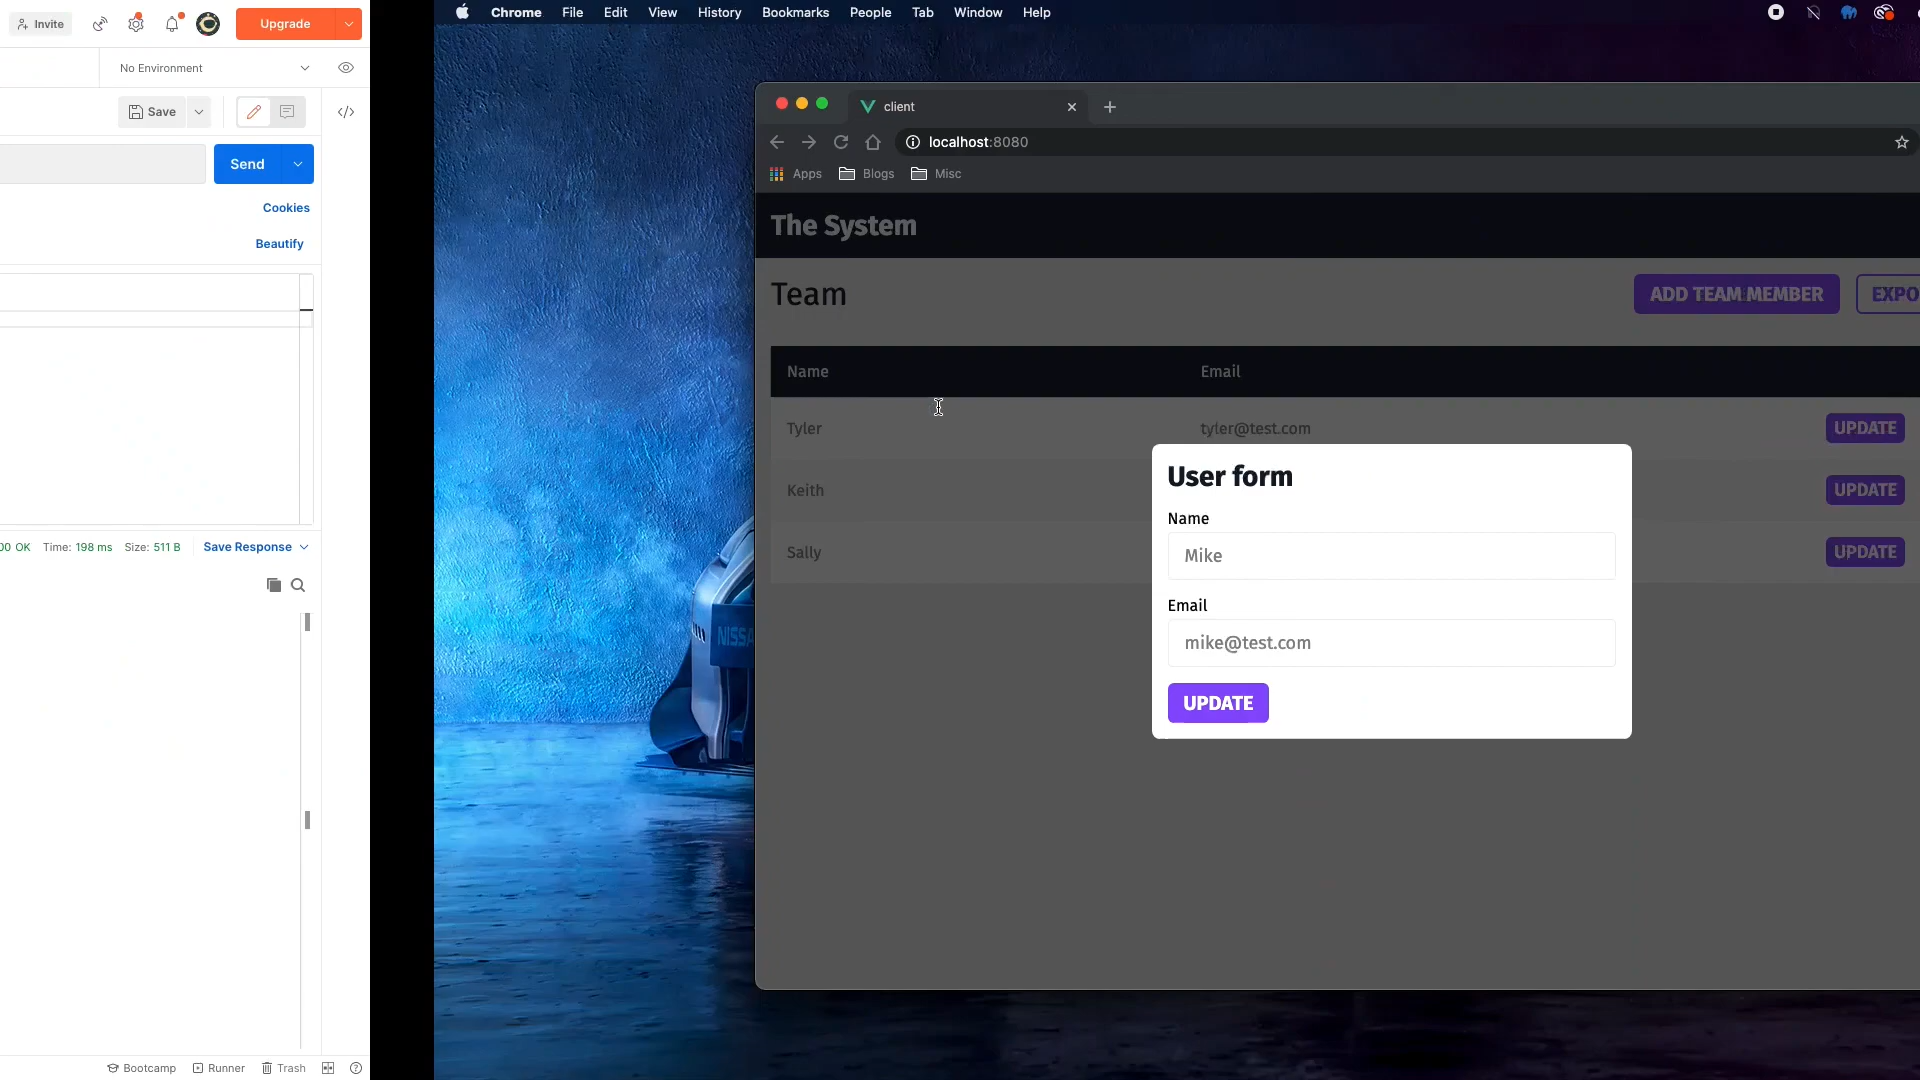 Invite
Upgrade
No Environment
Save
Send
Cookies
Beautify
00 OK Time: 198 ms Size: 511 B Save Response
Bootcamp Runner Trash
Chrome File Edit View History Bookmarks People Tab Window Help
client
localhost:8080
Apps Blogs Misc
The System
Team
ADD TEAM MEMBER
EXPO
Name Email
Tyler tyler@test.com UPDATE
Keith UPDATE
Sally UPDATE
User form
Name
Mike
Email
mike@test.com
UPDATE
NISSA